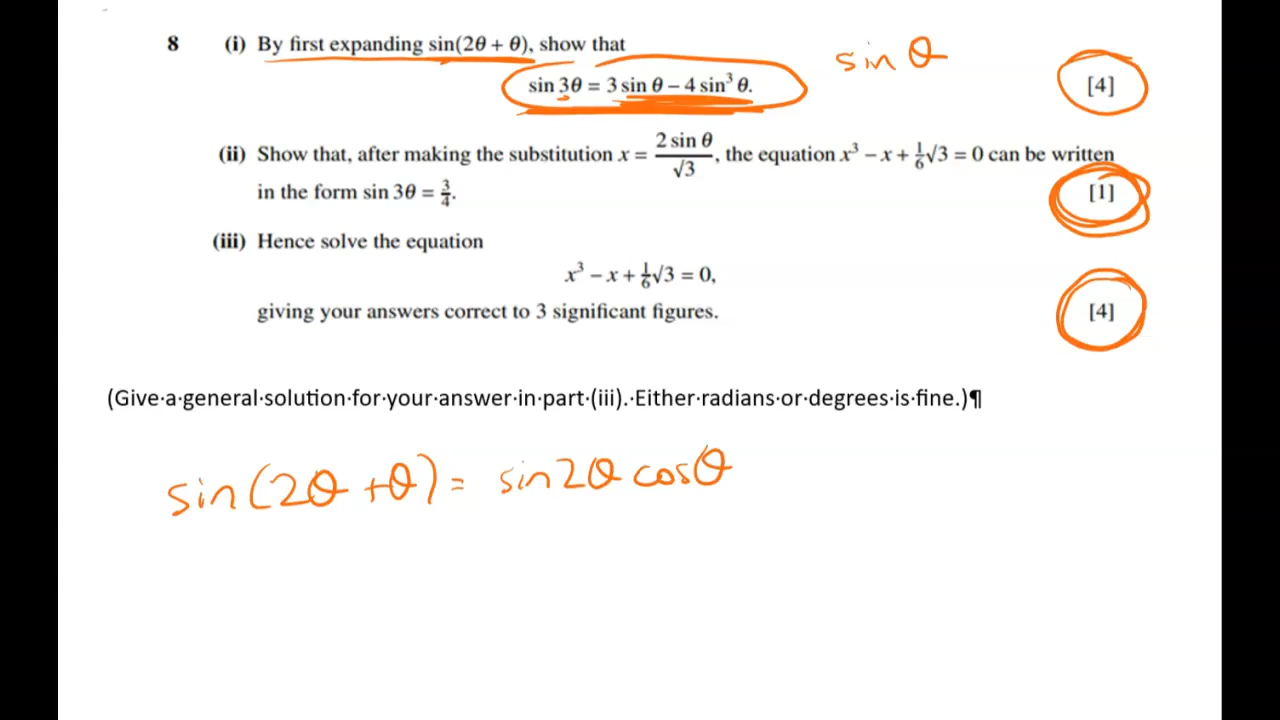 8 (i) By first expanding sin(2θ + θ), show that
sin θ
sin 3θ = 3 sin θ − 4 sin³ θ.
[4]
(ii) Show that, after making the substitution x = 2 sin θ/√3, the equation x³ − x + 1/6√3 = 0 can be written
in the form sin 3θ = 3/4.
[1]
(iii) Hence solve the equation
x³ − x + 1/6√3 = 0,
giving your answers correct to 3 significant figures.
[4]
(Give·a·general·solution·for·your·answer·in·part·(iii).·Either·radians·or·degrees·is·fine.)¶
sin(2θ + θ) = sin2θ cosθ